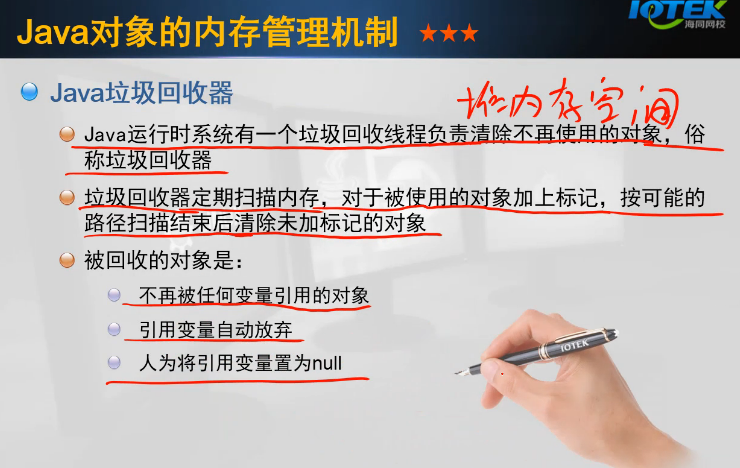 Java对象的内存管理机制 ★★★
IOTEK
海同网校
Java垃圾回收器
堆内存空间
Java运行时系统有一个垃圾回收线程负责清除不再使用的对象，俗
称垃圾回收器
垃圾回收器定期扫描内存，对于被使用的对象加上标记，按可能的
路径扫描结束后清除未加标记的对象
被回收的对象是：
不再被任何变量引用的对象
引用变量自动放弃
人为将引用变量置为null
IOTEK